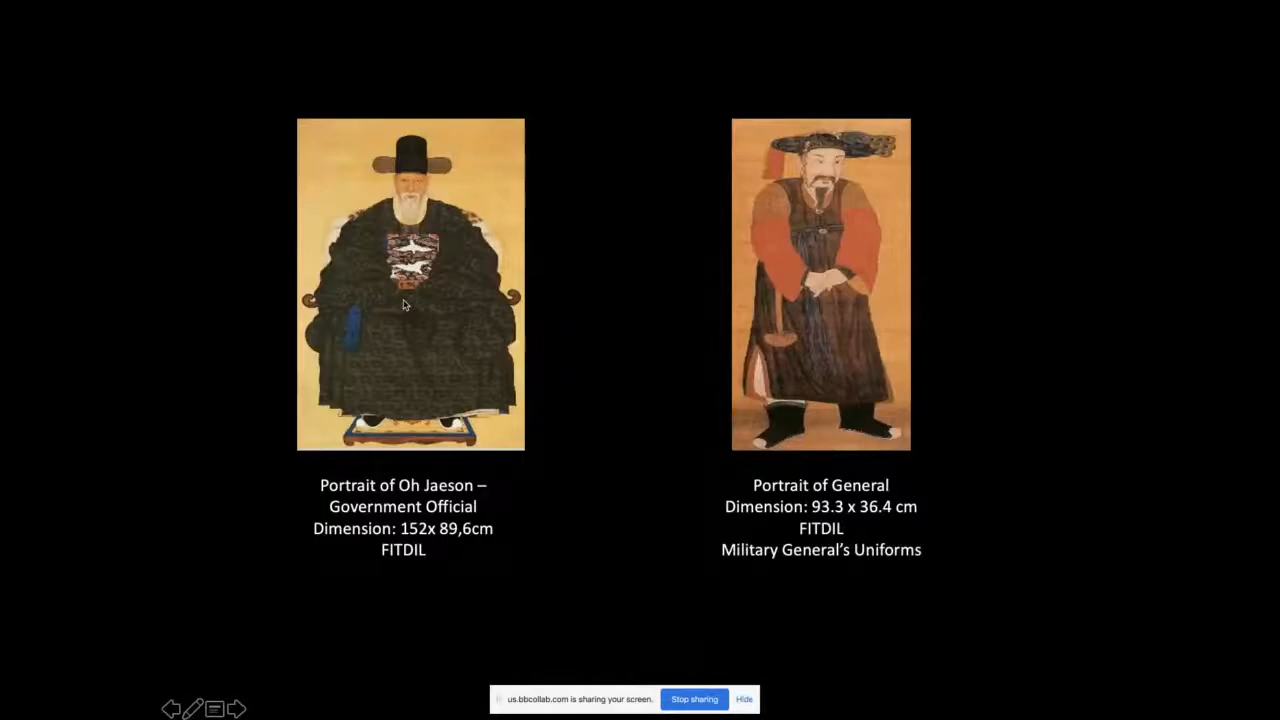 Portrait of Oh Jaeson –
Government Official
Dimension: 152x 89,6cm
FITDIL
Portrait of General
Dimension: 93.3 x 36.4 cm
FITDIL
Military General’s Uniforms
us.bbcollab.com is sharing your screen.
Stop sharing
Hide